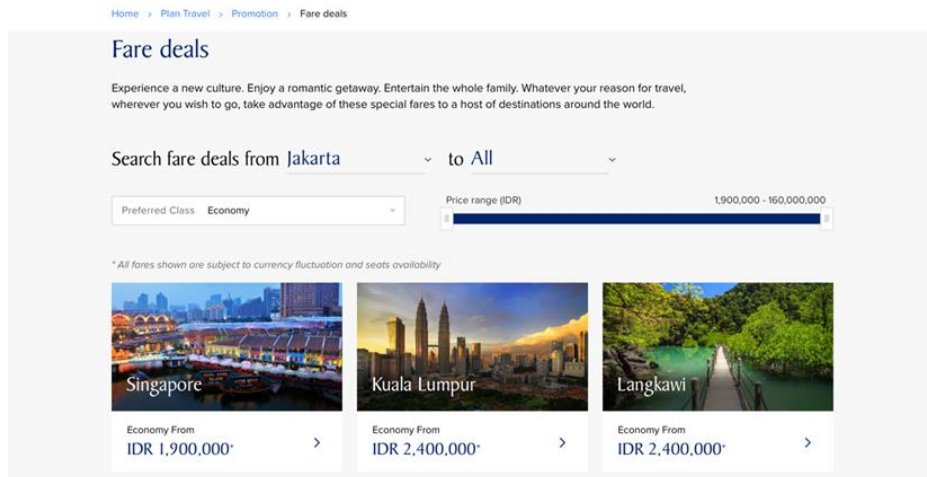 Home > Plan Travel > Promotion > Fare deals
Fare deals
Experience a new culture. Enjoy a romantic getaway. Entertain the whole family. Whatever your reason for travel,
wherever you wish to go, take advantage of these special fares to a host of destinations around the world.
Search fare deals from Jakarta to All
Preferred Class Economy
Price range (IDR) 1,900,000 - 160,000,000
* All fares shown are subject to currency fluctuation and seats availability
Singapore
Economy From
IDR 1,900,000*
Kuala Lumpur
Economy From
IDR 2,400,000*
Langkawi
Economy From
IDR 2,400,000*